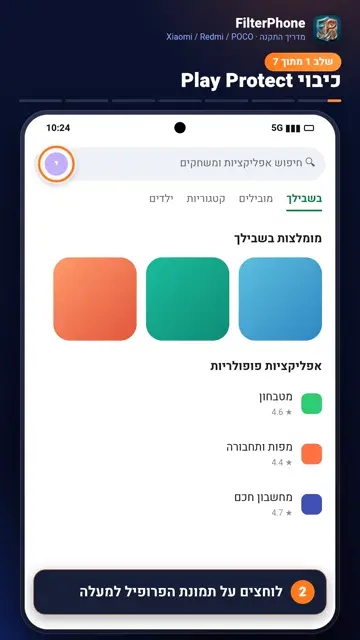 FilterPhone
מדריך התקנה · Xiaomi / Redmi / POCO
שלב 1 מתוך 7
כיבוי Play Protect
10:24
5G
חיפוש אפליקציות ומשחקים
י
בשבילך
מובילים
קטגוריות
ילדים
מומלצות בשבילך
אפליקציות פופולריות
מטבחון
4.6 ★
מפות ותחבורה
4.4 ★
מחשבון חכם
4.7 ★
2 לוחצים על תמונת הפרופיל למעלה